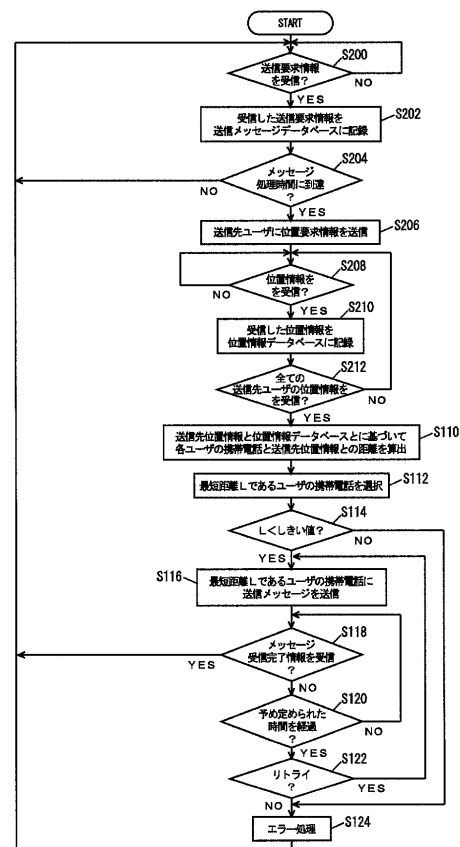 START
S200
送信要求情報
を受信?
NO
YES
S202
受信した送信要求情報を
送信メッセージデータベースに記録
S204
メッセージ
処理時間に到達
?
NO
YES
送信先ユーザに位置要求情報を送信
S206
S208
位置情報を
を受信?
NO
YES
S210
受信した位置情報を
位置情報データベースに記録
S212
全ての
送信先ユーザの位置情報を
を受信?
NO
YES
S110
送信先位置情報と位置情報データベースとに基づいて
各ユーザの携帯電話と送信先位置情報との距離を算出
最短距離Lであるユーザの携帯電話を選択
S112
S114
Lくしきい値?
NO
YES
S116
最短距離Lであるユーザの携帯電話に
送信メッセージを送信
S118
メッセージ
受信完了情報を受信
?
YES
NO
S120
予め定められた
時間を経過
?
NO
YES
S122
リトライ
?
YES
NO
エラー処理
S124